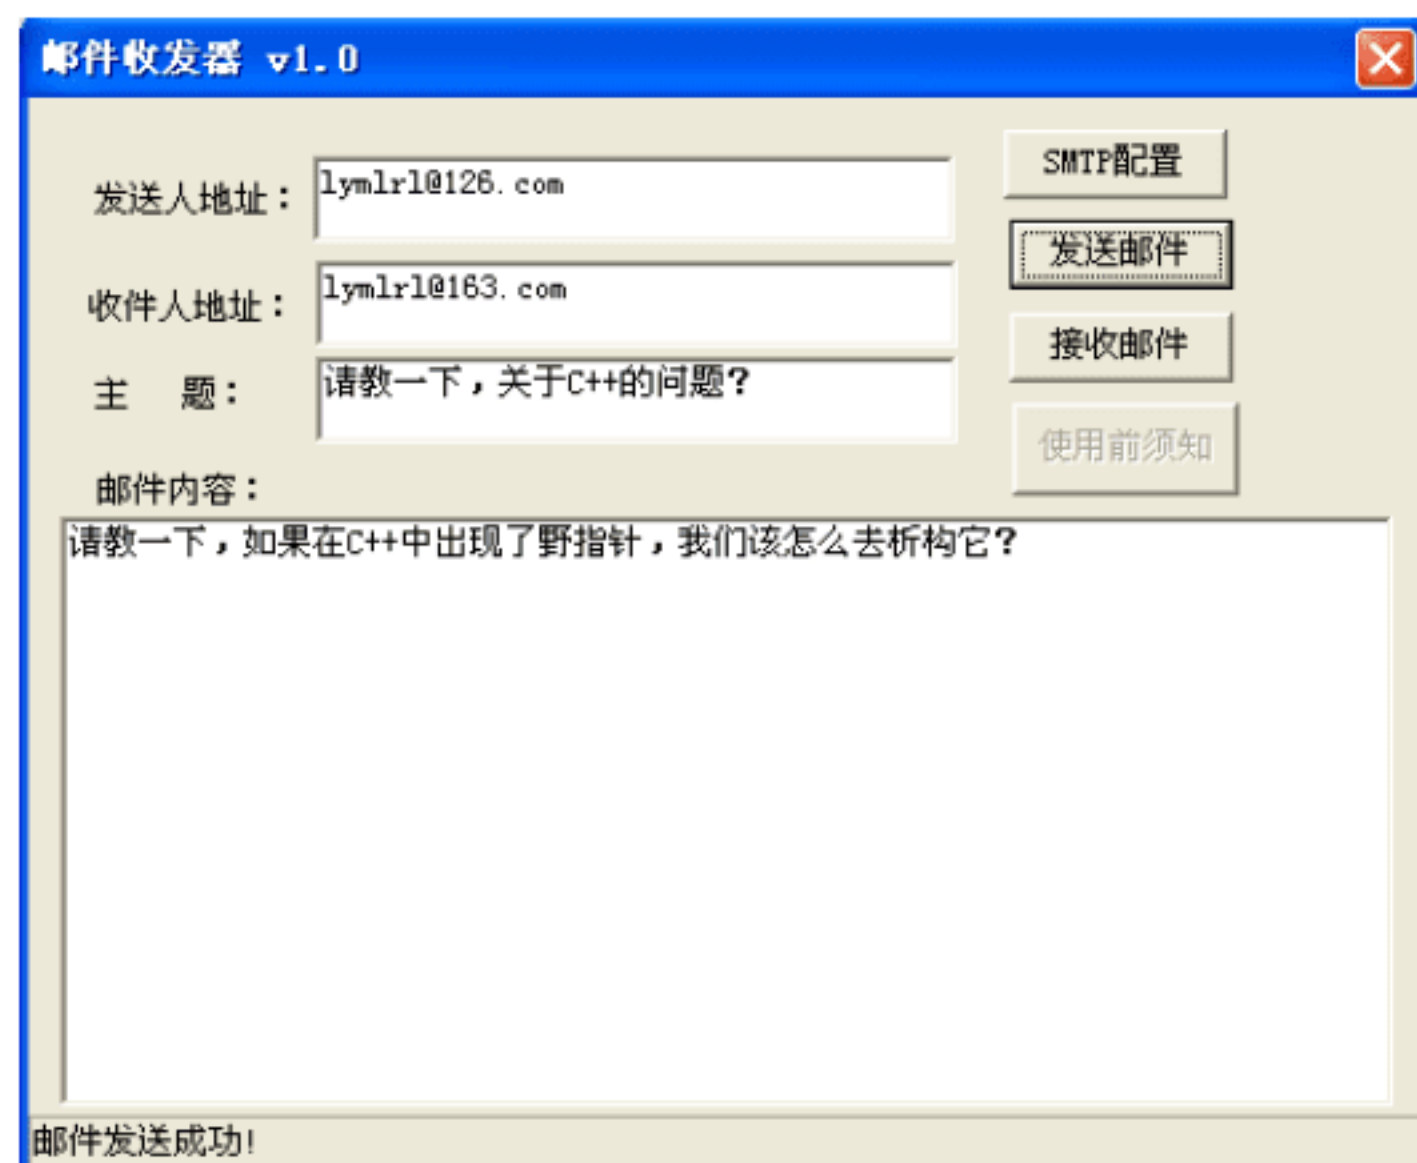 邮件收发器 v1.0
发送人地址： lymlrl@126.com
SMTP配置
发送邮件
收件人地址： lymlrl@163.com
接收邮件
主 题： 请教一下，关于C++的问题？
使用前须知
邮件内容：
请教一下，如果在C++中出现了野指针，我们该怎么去析构它？
邮件发送成功!